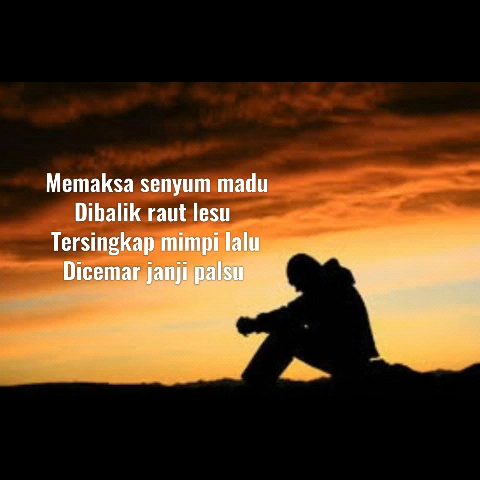 Memaksa senyum madu
Dibalik raut lesu
Tersingkap mimpi lalu
Dicemar janji palsu